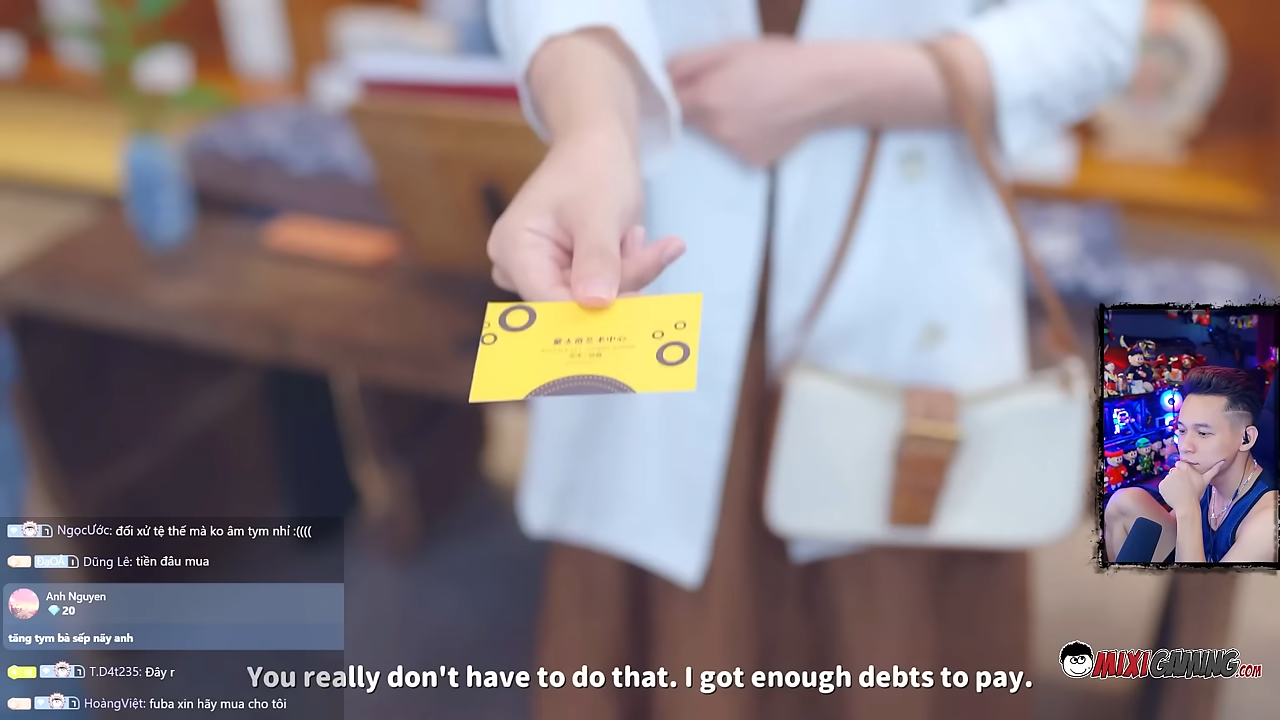 NgọcƯớc: đối xử tệ thế mà ko âm tym nhỉ :((((
Dũng Lê: tiền đâu mua
Anh Nguyen
20
tăng tym bà sếp nãy anh
T.D4t235: Đây r
HoàngViệt: fuba xin hãy mua cho tôi
You really don't have to do that. I got enough debts to pay.
MIXIGAMING.com